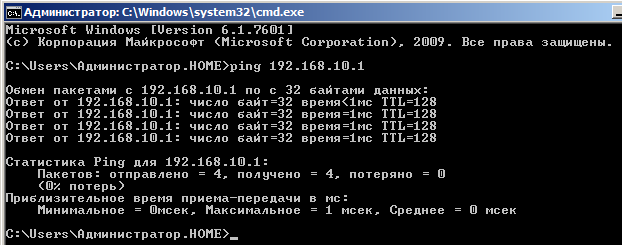 Администратор: C:\Windows\system32\cmd.exe
Microsoft Windows [Version 6.1.7601]
(c) Корпорация Майкрософт (Microsoft Corporation), 2009. Все права защищены.
C:\Users\Администратор.HOME>ping 192.168.10.1
Обмен пакетами с 192.168.10.1 по с 32 байтами данных:
Ответ от 192.168.10.1: число байт=32 время<1мс TTL=128
Ответ от 192.168.10.1: число байт=32 время=1мс TTL=128
Ответ от 192.168.10.1: число байт=32 время=1мс TTL=128
Ответ от 192.168.10.1: число байт=32 время=1мс TTL=128
Статистика Ping для 192.168.10.1:
Пакетов: отправлено = 4, получено = 4, потеряно = 0
(0% потерь)
Приблизительное время приема-передачи в мс:
Минимальное = 0мсек, Максимальное = 1 мсек, Среднее = 0 мсек
C:\Users\Администратор.HOME>_